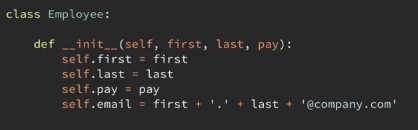 class Employee:
def __init__(self, first, last, pay):
self.first = first
self.last = last
self.pay = pay
self.email = first + '.' + last + '@company.com'